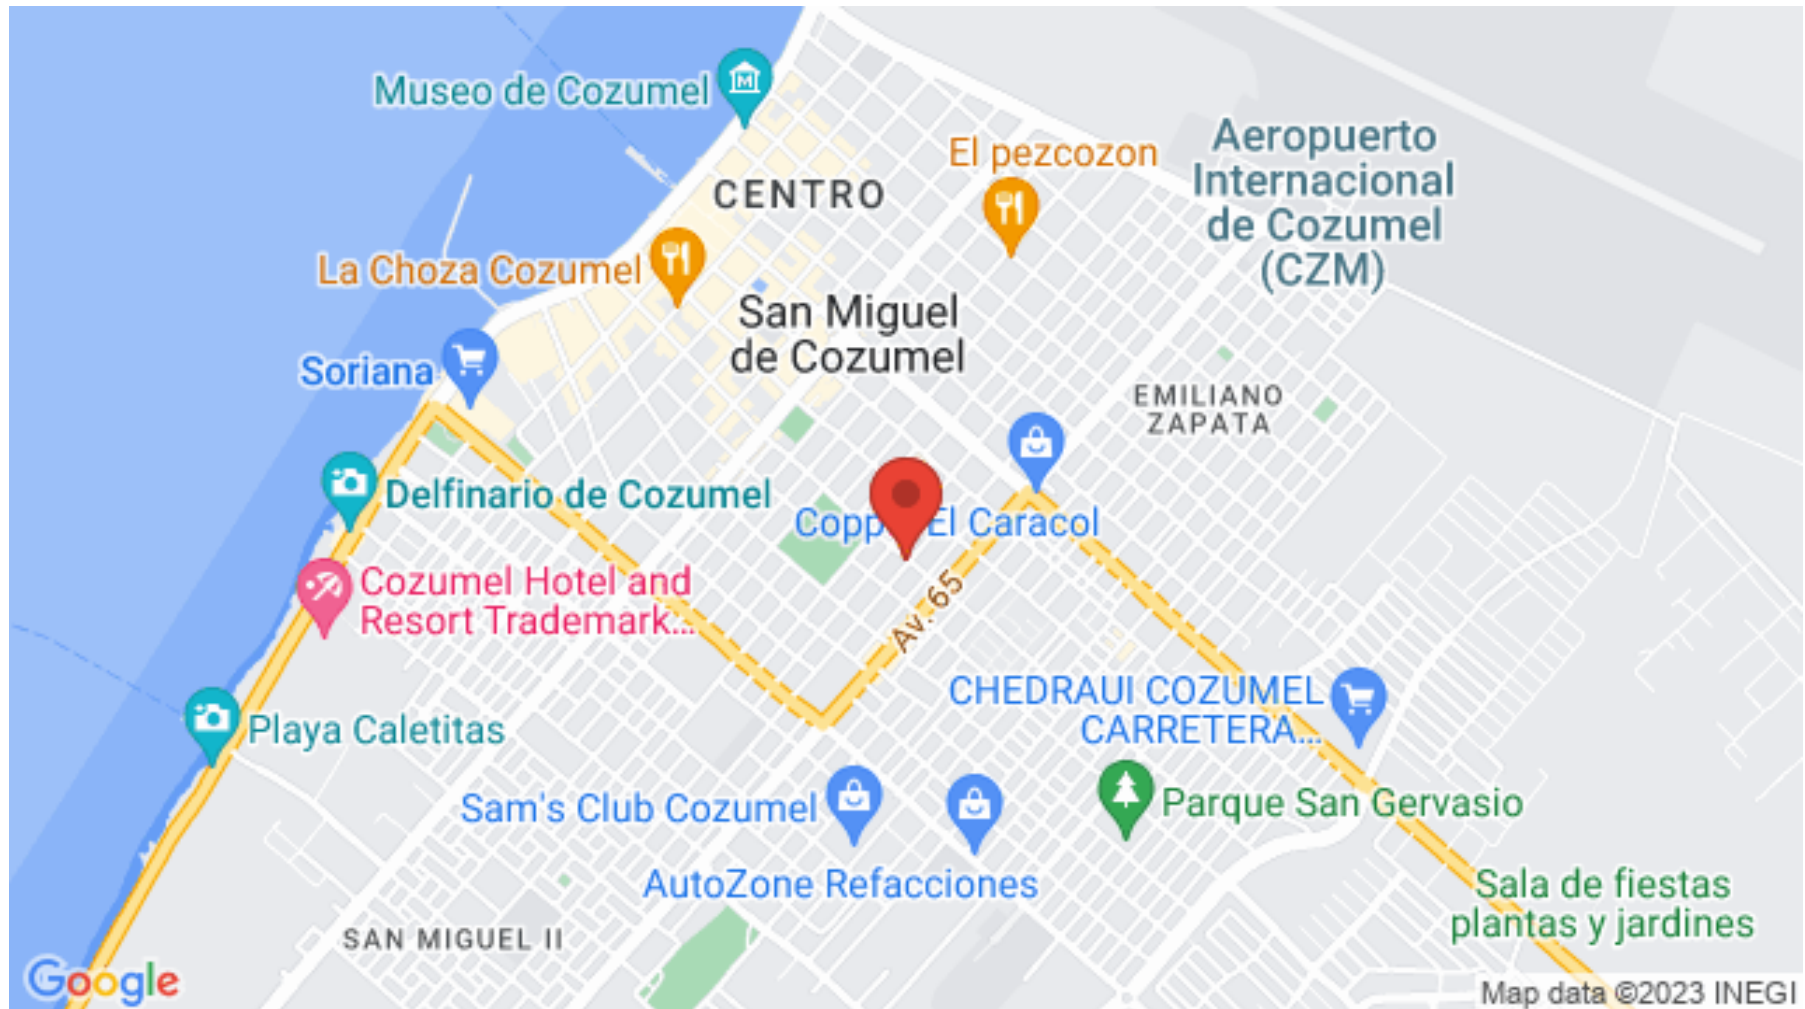 Museo de Cozumel
El pezcozon
Aeropuerto
Internacional
de Cozumel
(CZM)
CENTRO
La Choza Cozumel
San Miguel
de Cozumel
Soriana
EMILIANO
ZAPATA
Delfinario de Cozumel
Copp El Caracol
Cozumel Hotel and
Resort Trademark...
Av. 65
CHEDRAUI COZUMEL
CARRETERA...
Playa Caletitas
Sam's Club Cozumel
Parque San Gervasio
AutoZone Refacciones
Sala de fiestas
plantas y jardines
SAN MIGUEL II
Google
Map data ©2023 INEGI